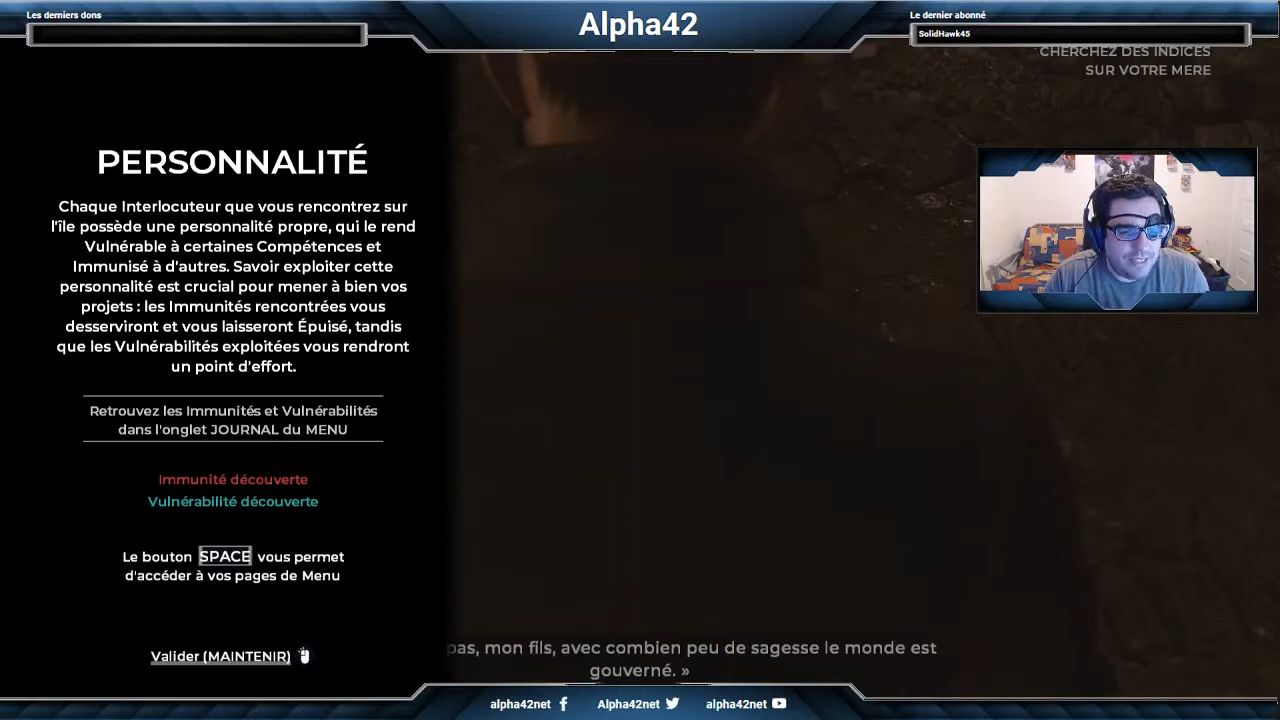 Les derniers dons
Alpha42
Le dernier abonné
SolidHawk45
CHERCHEZ DES INDICES
SUR VOTRE MERE
PERSONNALITÉ
Chaque Interlocuteur que vous rencontrez sur
l'île possède une personnalité propre, qui le rend
Vulnérable à certaines Compétences et
Immunisé à d'autres. Savoir exploiter cette
personnalité est crucial pour mener à bien vos
projets : les Immunités rencontrées vous
desserviront et vous laisseront Épuisé, tandis
que les Vulnérabilités exploitées vous rendront
un point d'effort.
Retrouvez les Immunités et Vulnérabilités
dans l'onglet JOURNAL du MENU
Immunité découverte
Vulnérabilité découverte
Le bouton SPACE vous permet
d'accéder à vos pages de Menu
Valider (MAINTENIR)
pas, mon fils, avec combien peu de sagesse le monde est
gouverné. »
alpha42net
Alpha42net
alpha42net